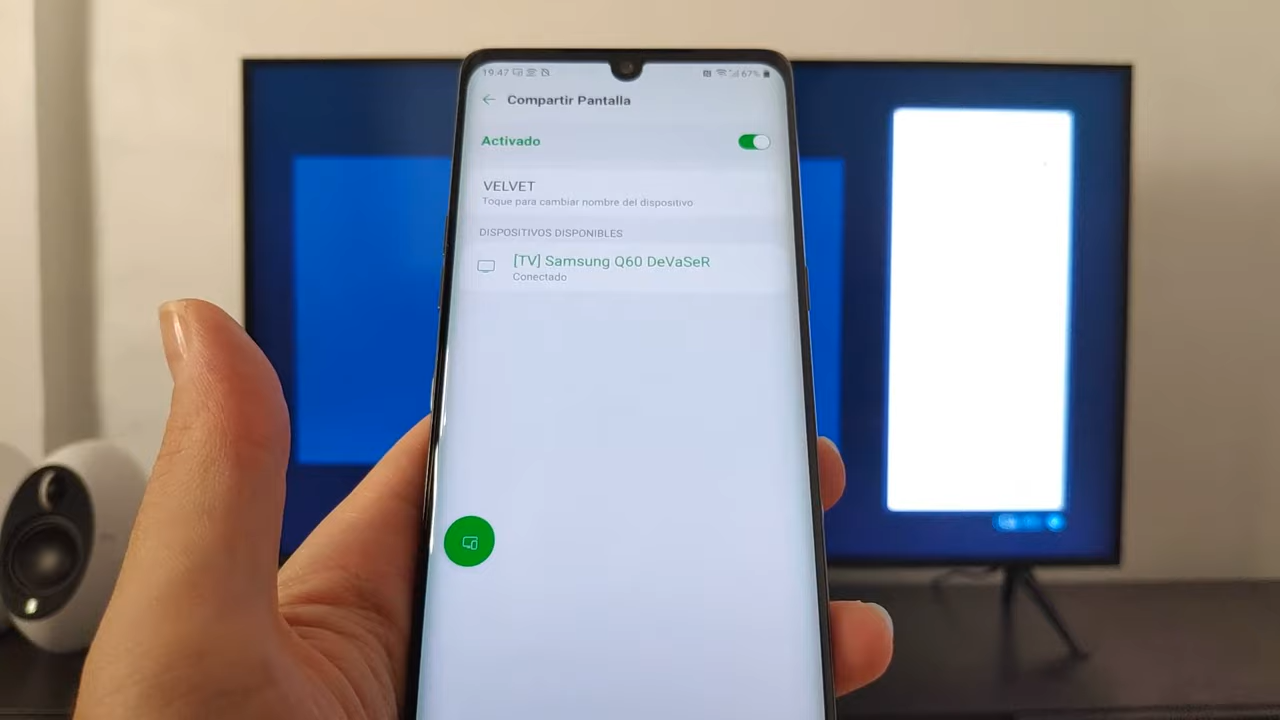 19:47 67%
Compartir Pantalla
Activado
VELVET
Toque para cambiar nombre del dispositivo
DISPOSITIVOS DISPONIBLES
[TV] Samsung Q60 DeVaSeR
Conectado